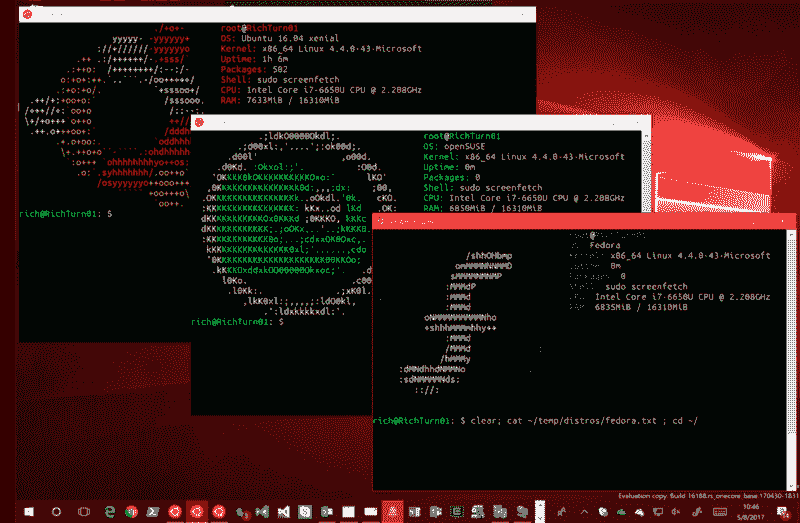 root@RichTurn01
OS: Ubuntu 16.04 xenial
Kernel: x86_64 Linux 4.4.0-43-Microsoft
Uptime: 1h 6m
Packages: 502
Shell: sudo screenfetch
CPU: Intel Core i7-6650U CPU @ 2.208GHz
RAM: 7633MiB / 16310MiB
rich@RichTurn01: $
root@RichTurn01
OS: openSUSE
Kernel: x86_64 Linux 4.4.0-43-Microsoft
Uptime: 0m
Packages: 0
Shell: sudo screenfetch
CPU: Intel Core i7-6650U CPU @ 2.208GHz
RAM: 6850MiB / 16310MiB
rich@RichTurn01: $
Fedora
x86_64 Linux 4.4.0-43-Microsoft
0m
0
sudo screenfetch
Intel Core i7-6650U CPU @ 2.208GHz
6835MiB / 16310MiB
rich@RichTurn01: $ clear; cat ~/temp/distros/fedora.txt ; cd ~/
Evaluation copy. Build 16188.rs_onecore_base.170430-1831
10:46
5/8/2017